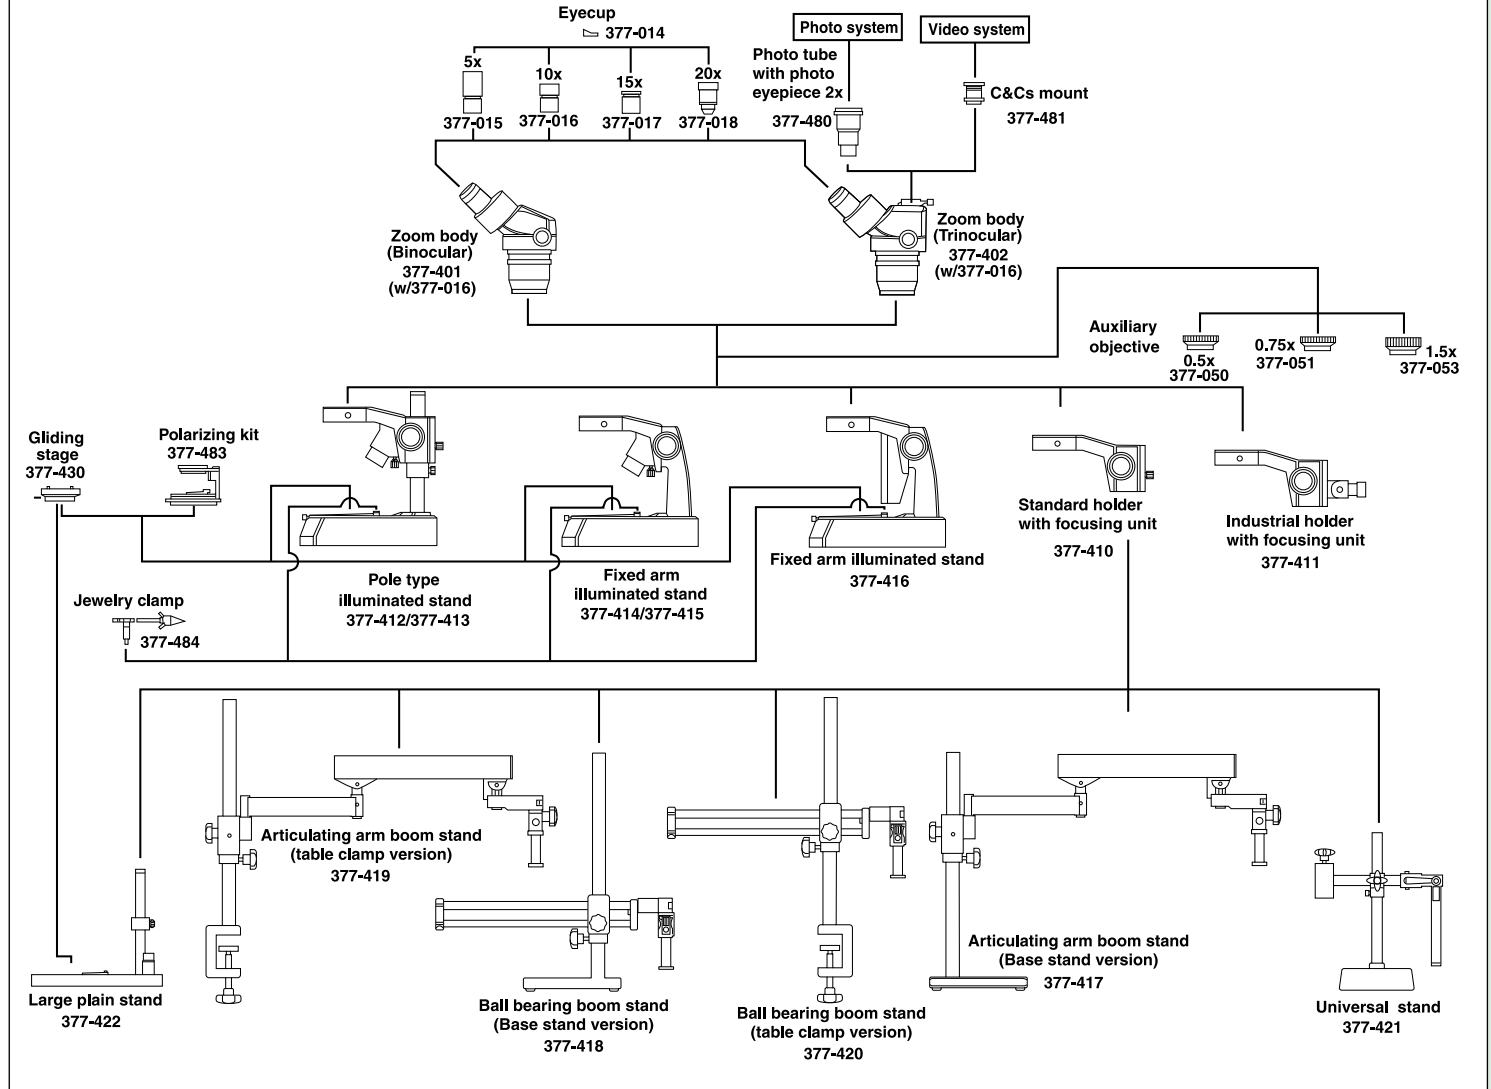 Eyecup
377-014
Photo system
Video system
5x
10x
15x
20x
377-015
377-016
377-017
377-018
Photo tube
with photo
eyepiece 2x
377-480
C&Cs mount
377-481
Zoom body
(Binocular)
377-401
(w/377-016)
Zoom body
(Trinocular)
377-402
(w/377-016)
Auxiliary
objective
0.5x
377-050
0.75x
377-051
1.5x
377-053
Gliding
stage
377-430
Polarizing kit
377-483
Pole type
illuminated stand
377-412/377-413
Fixed arm
illuminated stand
377-414/377-415
Fixed arm illuminated stand
377-416
Standard holder
with focusing unit
377-410
Industrial holder
with focusing unit
377-411
Jewelry clamp
377-484
Articulating arm boom stand
(table clamp version)
377-419
Large plain stand
377-422
Ball bearing boom stand
(Base stand version)
377-418
Ball bearing boom stand
(table clamp version)
377-420
Articulating arm boom stand
(Base stand version)
377-417
Universal stand
377-421